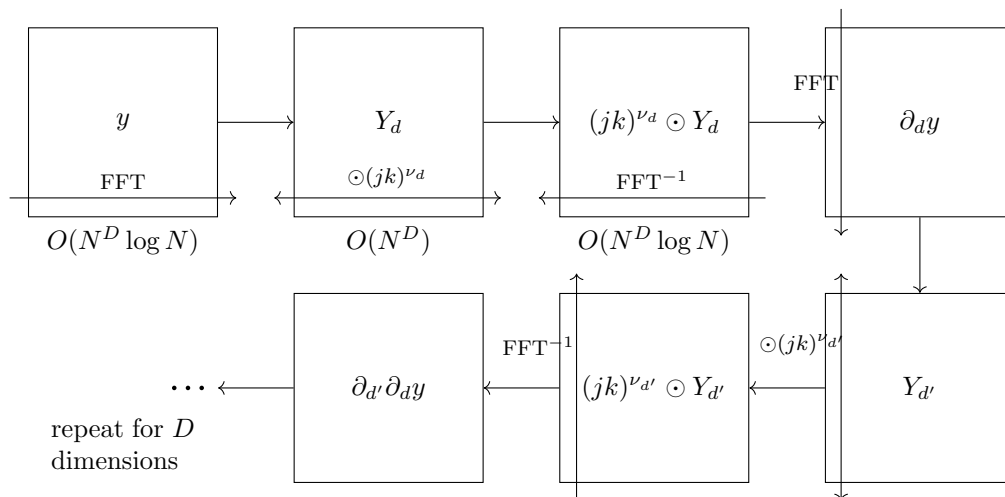 y
FFT
O(N^D log N)
Y_d
⊙(jk)^{ν_d}
O(N^D)
(jk)^{ν_d} ⊙ Y_d
FFT^{−1}
O(N^D log N)
FFT
∂_d y
⊙(jk)^{ν_{d'}}
Y_{d'}
(jk)^{ν_{d'}} ⊙ Y_{d'}
FFT^{−1}
∂_{d'}∂_d y
...
repeat for D
dimensions